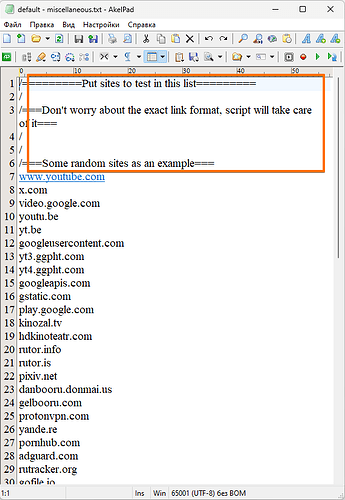 default - miscellaneous.txt - AkelPad
Файл Правка Вид Настройки Справка
0 10 20 30 40 50
1 /=========Put sites to test in this list=========
2 /
3 /===Don't worry about the exact link format, script will take care
of it===
4 /
5 /
6 /===Some random sites as an example===
7 www.youtube.com
8 x.com
9 video.google.com
10 youtu.be
11 yt.be
12 googleusercontent.com
13 yt3.ggpht.com
14 yt4.ggpht.com
15 googleapis.com
16 gstatic.com
17 play.google.com
18 kinozal.tv
19 hdkinoteatr.com
20 rutor.info
21 rutor.is
22 pixiv.net
23 danbooru.donmai.us
24 gelbooru.com
25 protonvpn.com
26 yande.re
27 pornhub.com
28 adguard.com
29 rutracker.org
30 gofile.io
1:1 Ins Win 65001 (UTF-8) без BOM